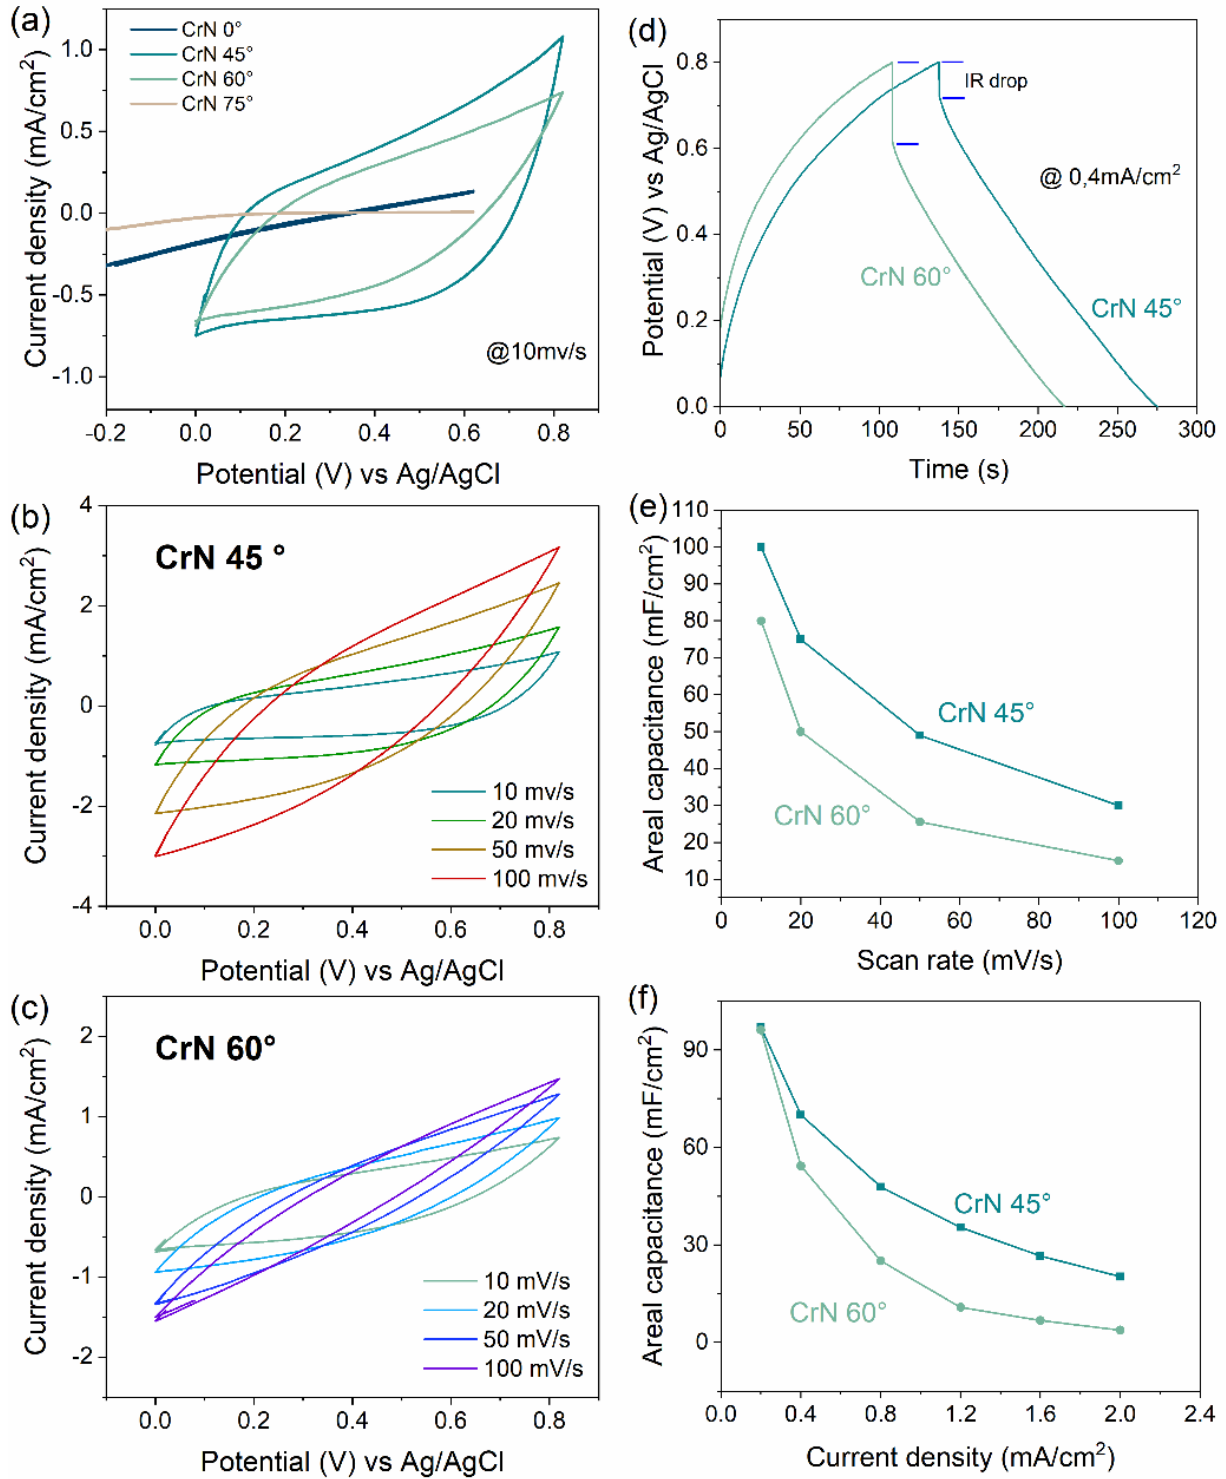 (a)
CrN 0°
CrN 45°
CrN 60°
CrN 75°
1.0
0.5
0.0
-0.5
-1.0
@10mv/s
-0.2 0.0 0.2 0.4 0.6 0.8
Potential (V) vs Ag/AgCl
Current density (mA/cm²)
(d)
0.8
0.6
0.4
0.2
0.0
IR drop
@ 0,4mA/cm²
CrN 60°
CrN 45°
0 50 100 150 200 250 300
Time (s)
Potential (V) vs Ag/AgCl
(b)
CrN 45 °
4
2
0
-2
-4
10 mv/s
20 mv/s
50 mv/s
100 mv/s
0.0 0.2 0.4 0.6 0.8
Potential (V) vs Ag/AgCl
Current density (mA/cm²)
(e)
110
100
90
80
70
60
50
40
30
20
10
CrN 45°
CrN 60°
0 20 40 60 80 100 120
Scan rate (mV/s)
Areal capacitance (mF/cm²)
(c)
CrN 60°
2
1
0
-1
-2
10 mV/s
20 mV/s
50 mV/s
100 mV/s
0.0 0.2 0.4 0.6 0.8
Potential (V) vs Ag/AgCl
Current density (mA/cm²)
(f)
90
60
30
0
CrN 45°
CrN 60°
0.0 0.4 0.8 1.2 1.6 2.0 2.4
Current density (mA/cm²)
Areal capacitance (mF/cm²)